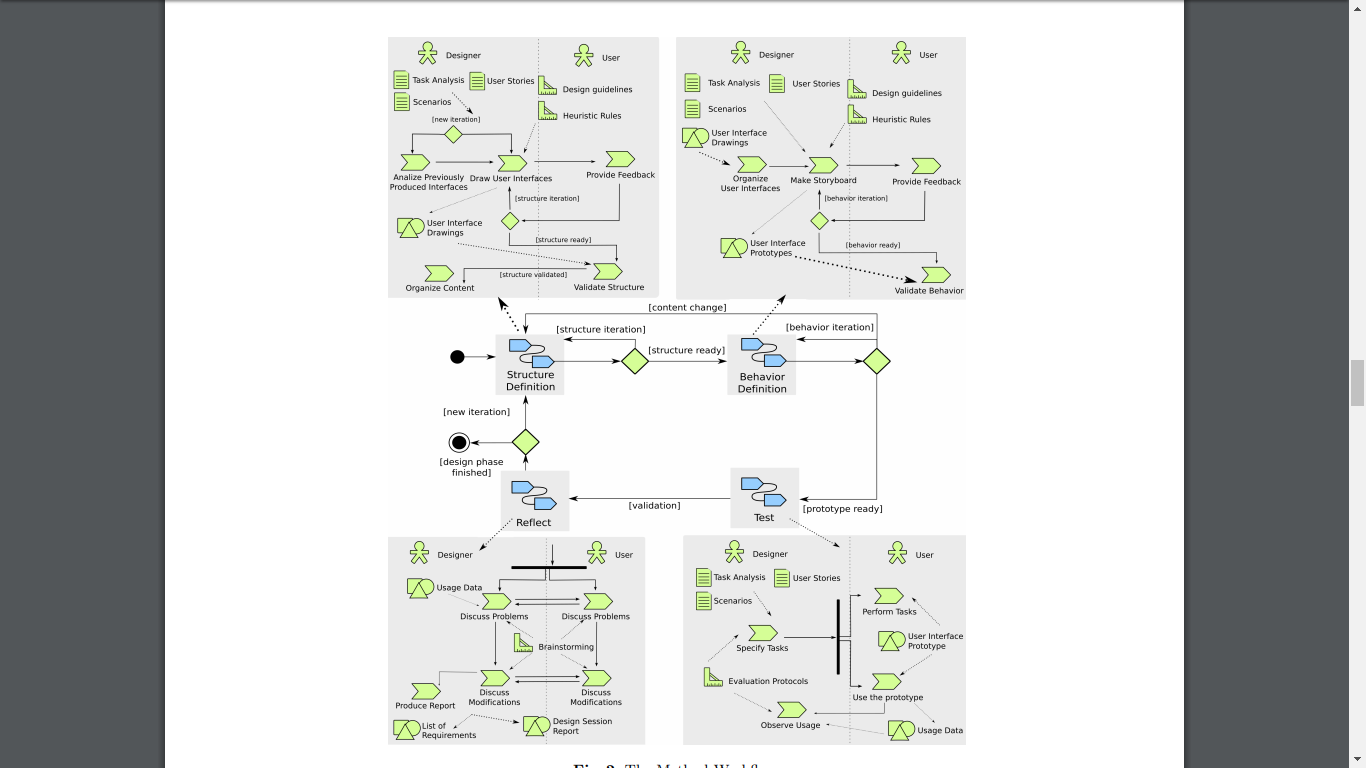 Designer
User
Task Analysis
User Stories
Scenarios
Design guidelines
Heuristic Rules
[new iteration]
Analize Previously
Produced Interfaces
Draw User Interfaces
Provide Feedback
[structure iteration]
User Interface
Drawings
[structure ready]
[structure validated]
Organize Content
Validate Structure
Designer
User
Task Analysis
User Stories
Scenarios
Design guidelines
Heuristic Rules
User Interface
Drawings
Organize
User Interfaces
Make Storyboard
Provide Feedback
[behavior iteration]
User Interface
Prototypes
[behavior ready]
Validate Behavior
[content change]
[structure iteration]
[behavior iteration]
[structure ready]
Structure
Definition
Behavior
Definition
[new iteration]
[design phase
finished]
Reflect
[validation]
Test
[prototype ready]
Designer
User
Usage Data
Discuss Problems
Discuss Problems
Brainstorming
Discuss
Modifications
Discuss
Modifications
Produce Report
List of
Requirements
Design Session
Report
Designer
User
Task Analysis
User Stories
Scenarios
Perform Tasks
Specify Tasks
User Interface
Prototype
Evaluation Protocols
Use the prototype
Observe Usage
Usage Data